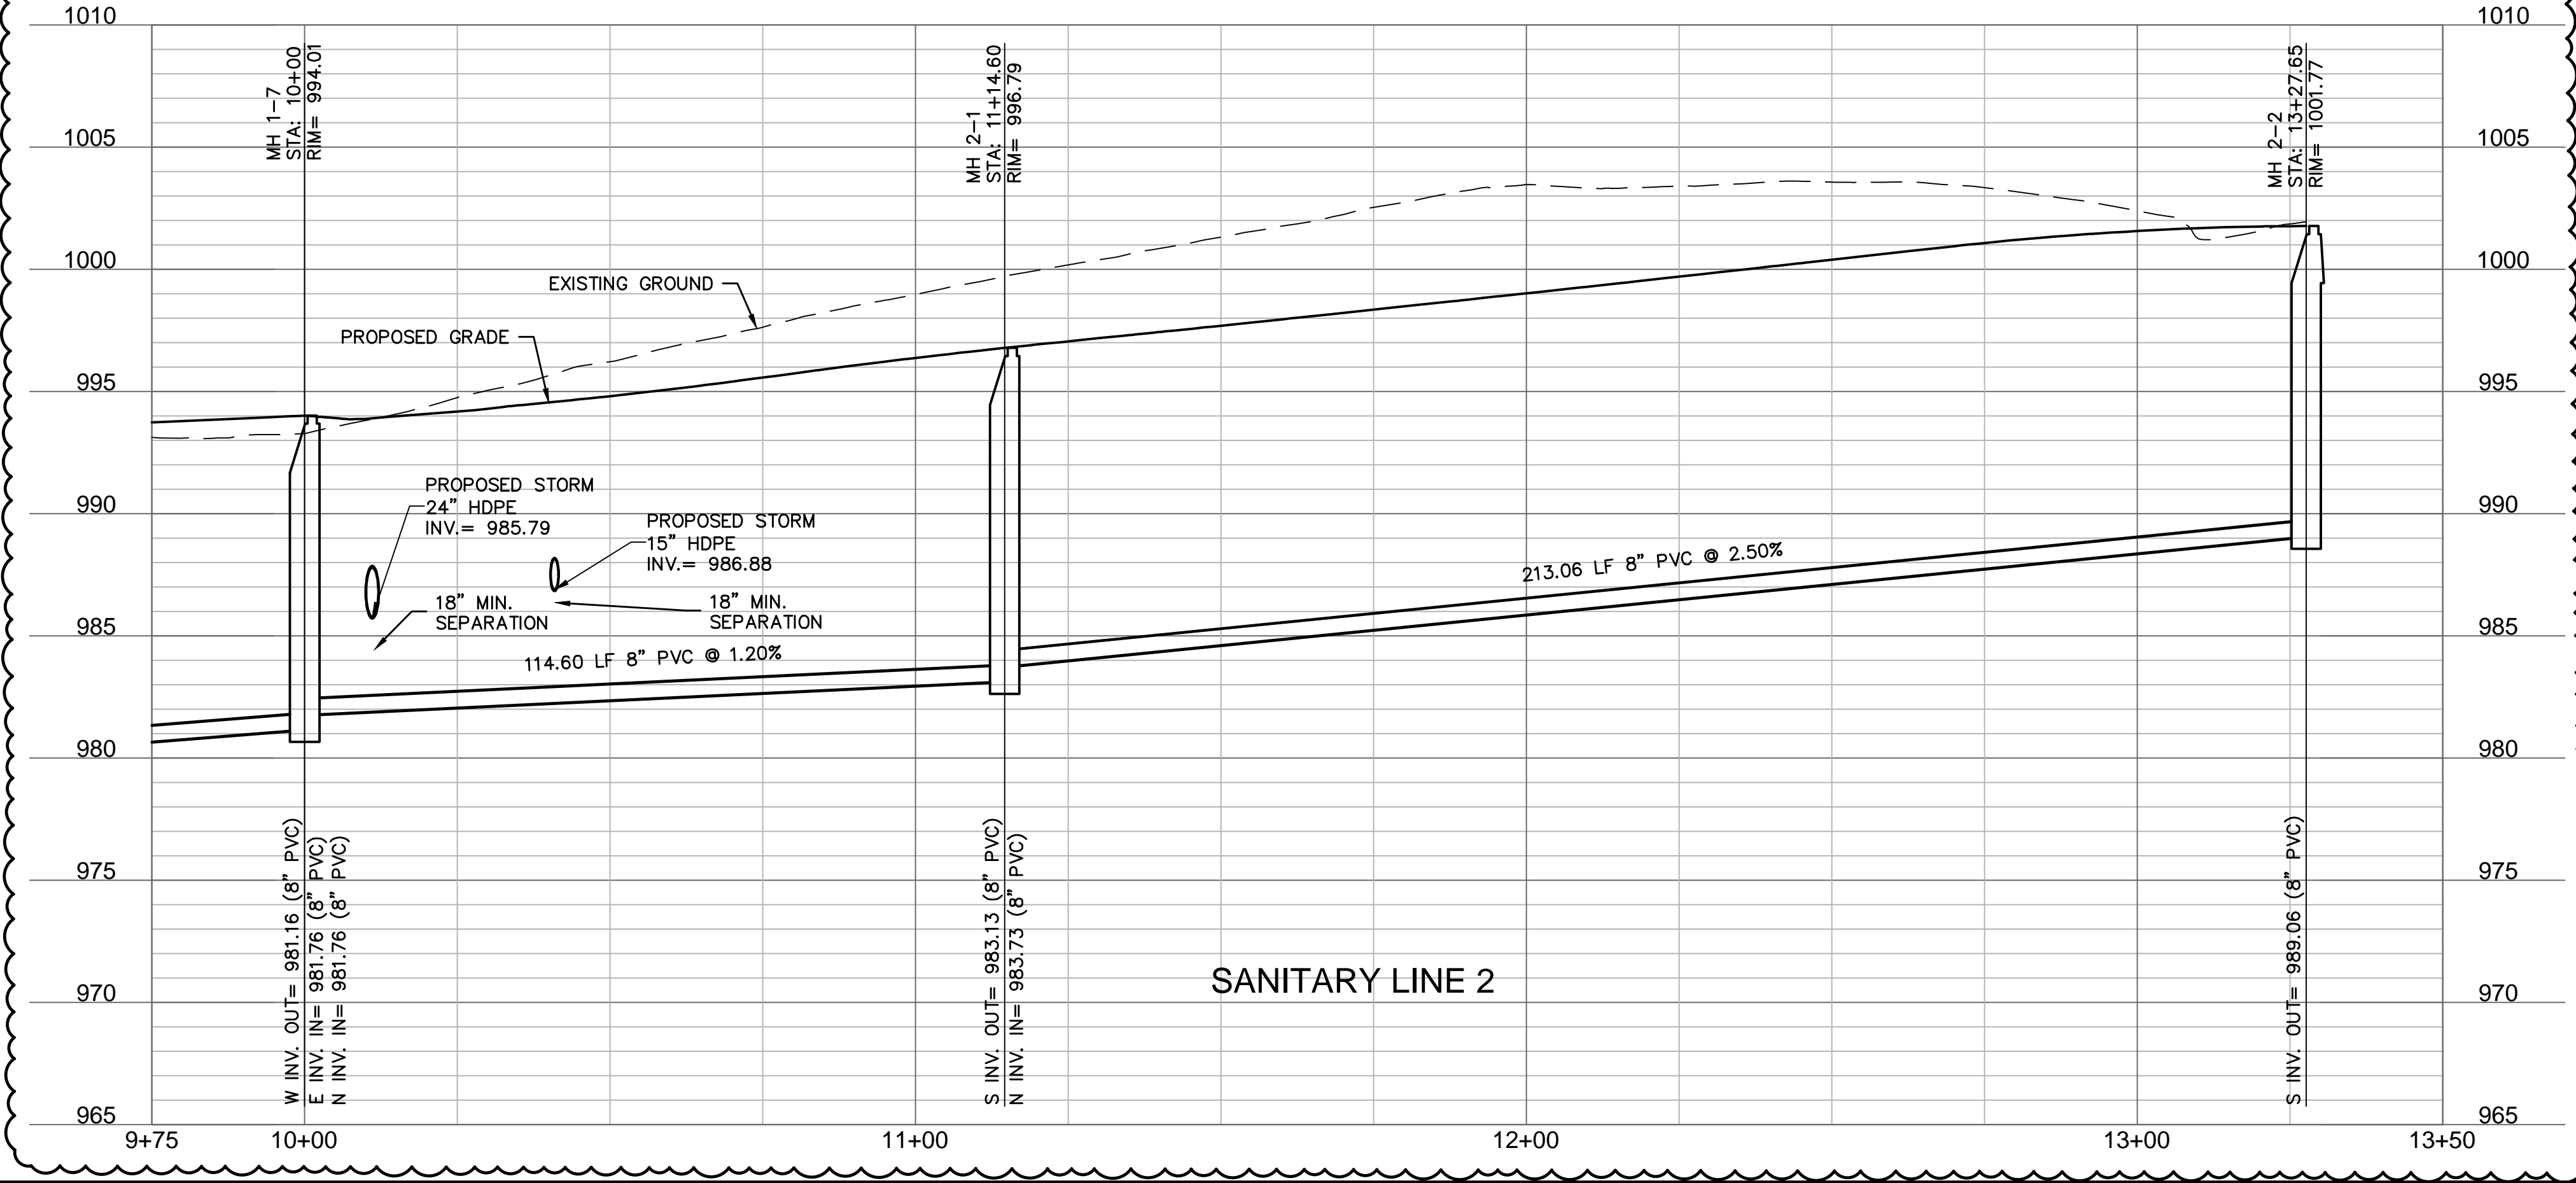 1010
1010
1005
1005
1000
1000
995
995
990
990
985
985
980
980
975
975
970
970
965
965
MH 1-7
STA: 10+00
RIM= 994.01
MH 2-1
STA: 11+14.60
RIM= 996.79
MH 2-2
STA: 13+27.65
RIM= 1001.77
EXISTING GROUND
PROPOSED GRADE
PROPOSED STORM
24" HDPE
INV.= 985.79
PROPOSED STORM
15" HDPE
INV.= 986.88
18" MIN.
SEPARATION
18" MIN.
SEPARATION
114.60 LF 8" PVC @ 1.20%
213.06 LF 8" PVC @ 2.50%
W INV. OUT= 981.16 (8" PVC)
E INV. IN= 981.76 (8" PVC)
N INV. IN= 981.76 (8" PVC)
S INV. OUT= 983.13 (8" PVC)
N INV. IN= 983.73 (8" PVC)
S INV. OUT= 989.06 (8" PVC)
SANITARY LINE 2
9+75
10+00
11+00
12+00
13+00
13+50